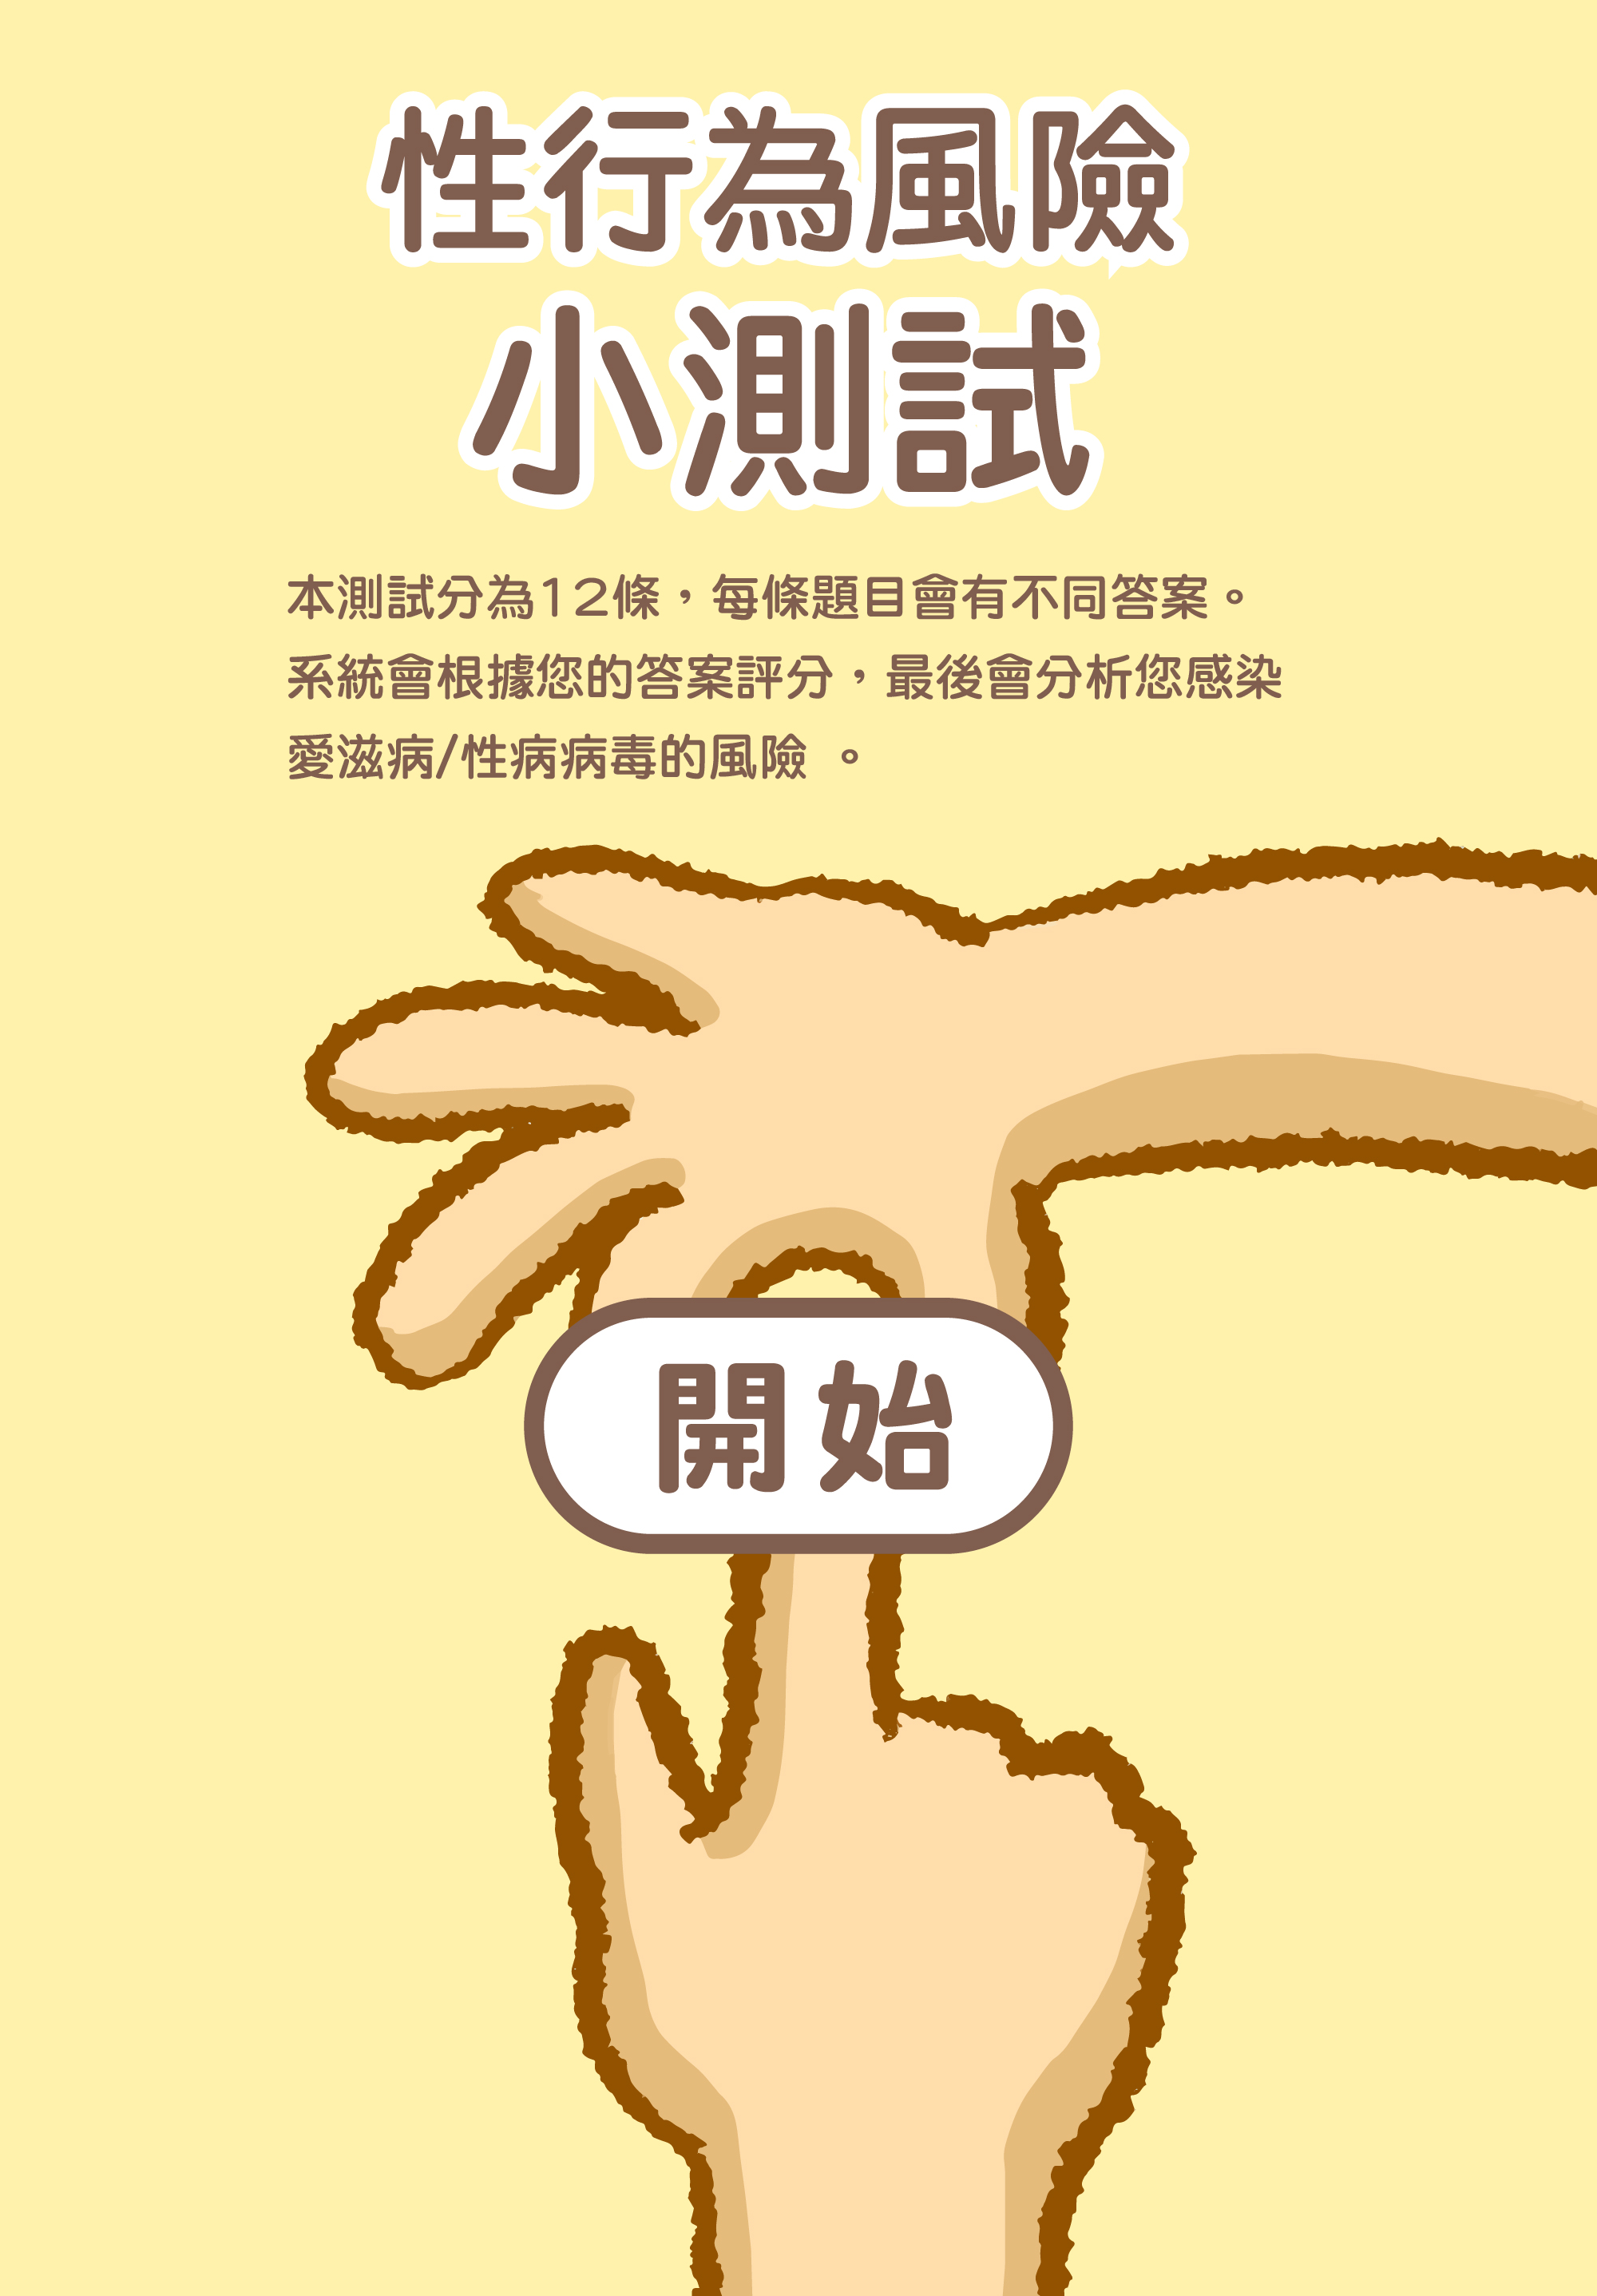 性行為風險
小測試
本測試分為12條，每條題目會有不同答案。
系統會根據您的答案評分，最後會分析您感染
愛滋病/性病病毒的風險 。
開始